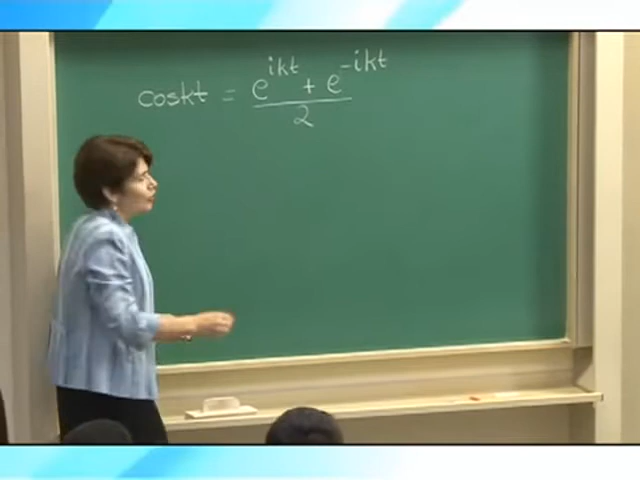 coskt = e^{ikt} + e^{-ikt} / 2